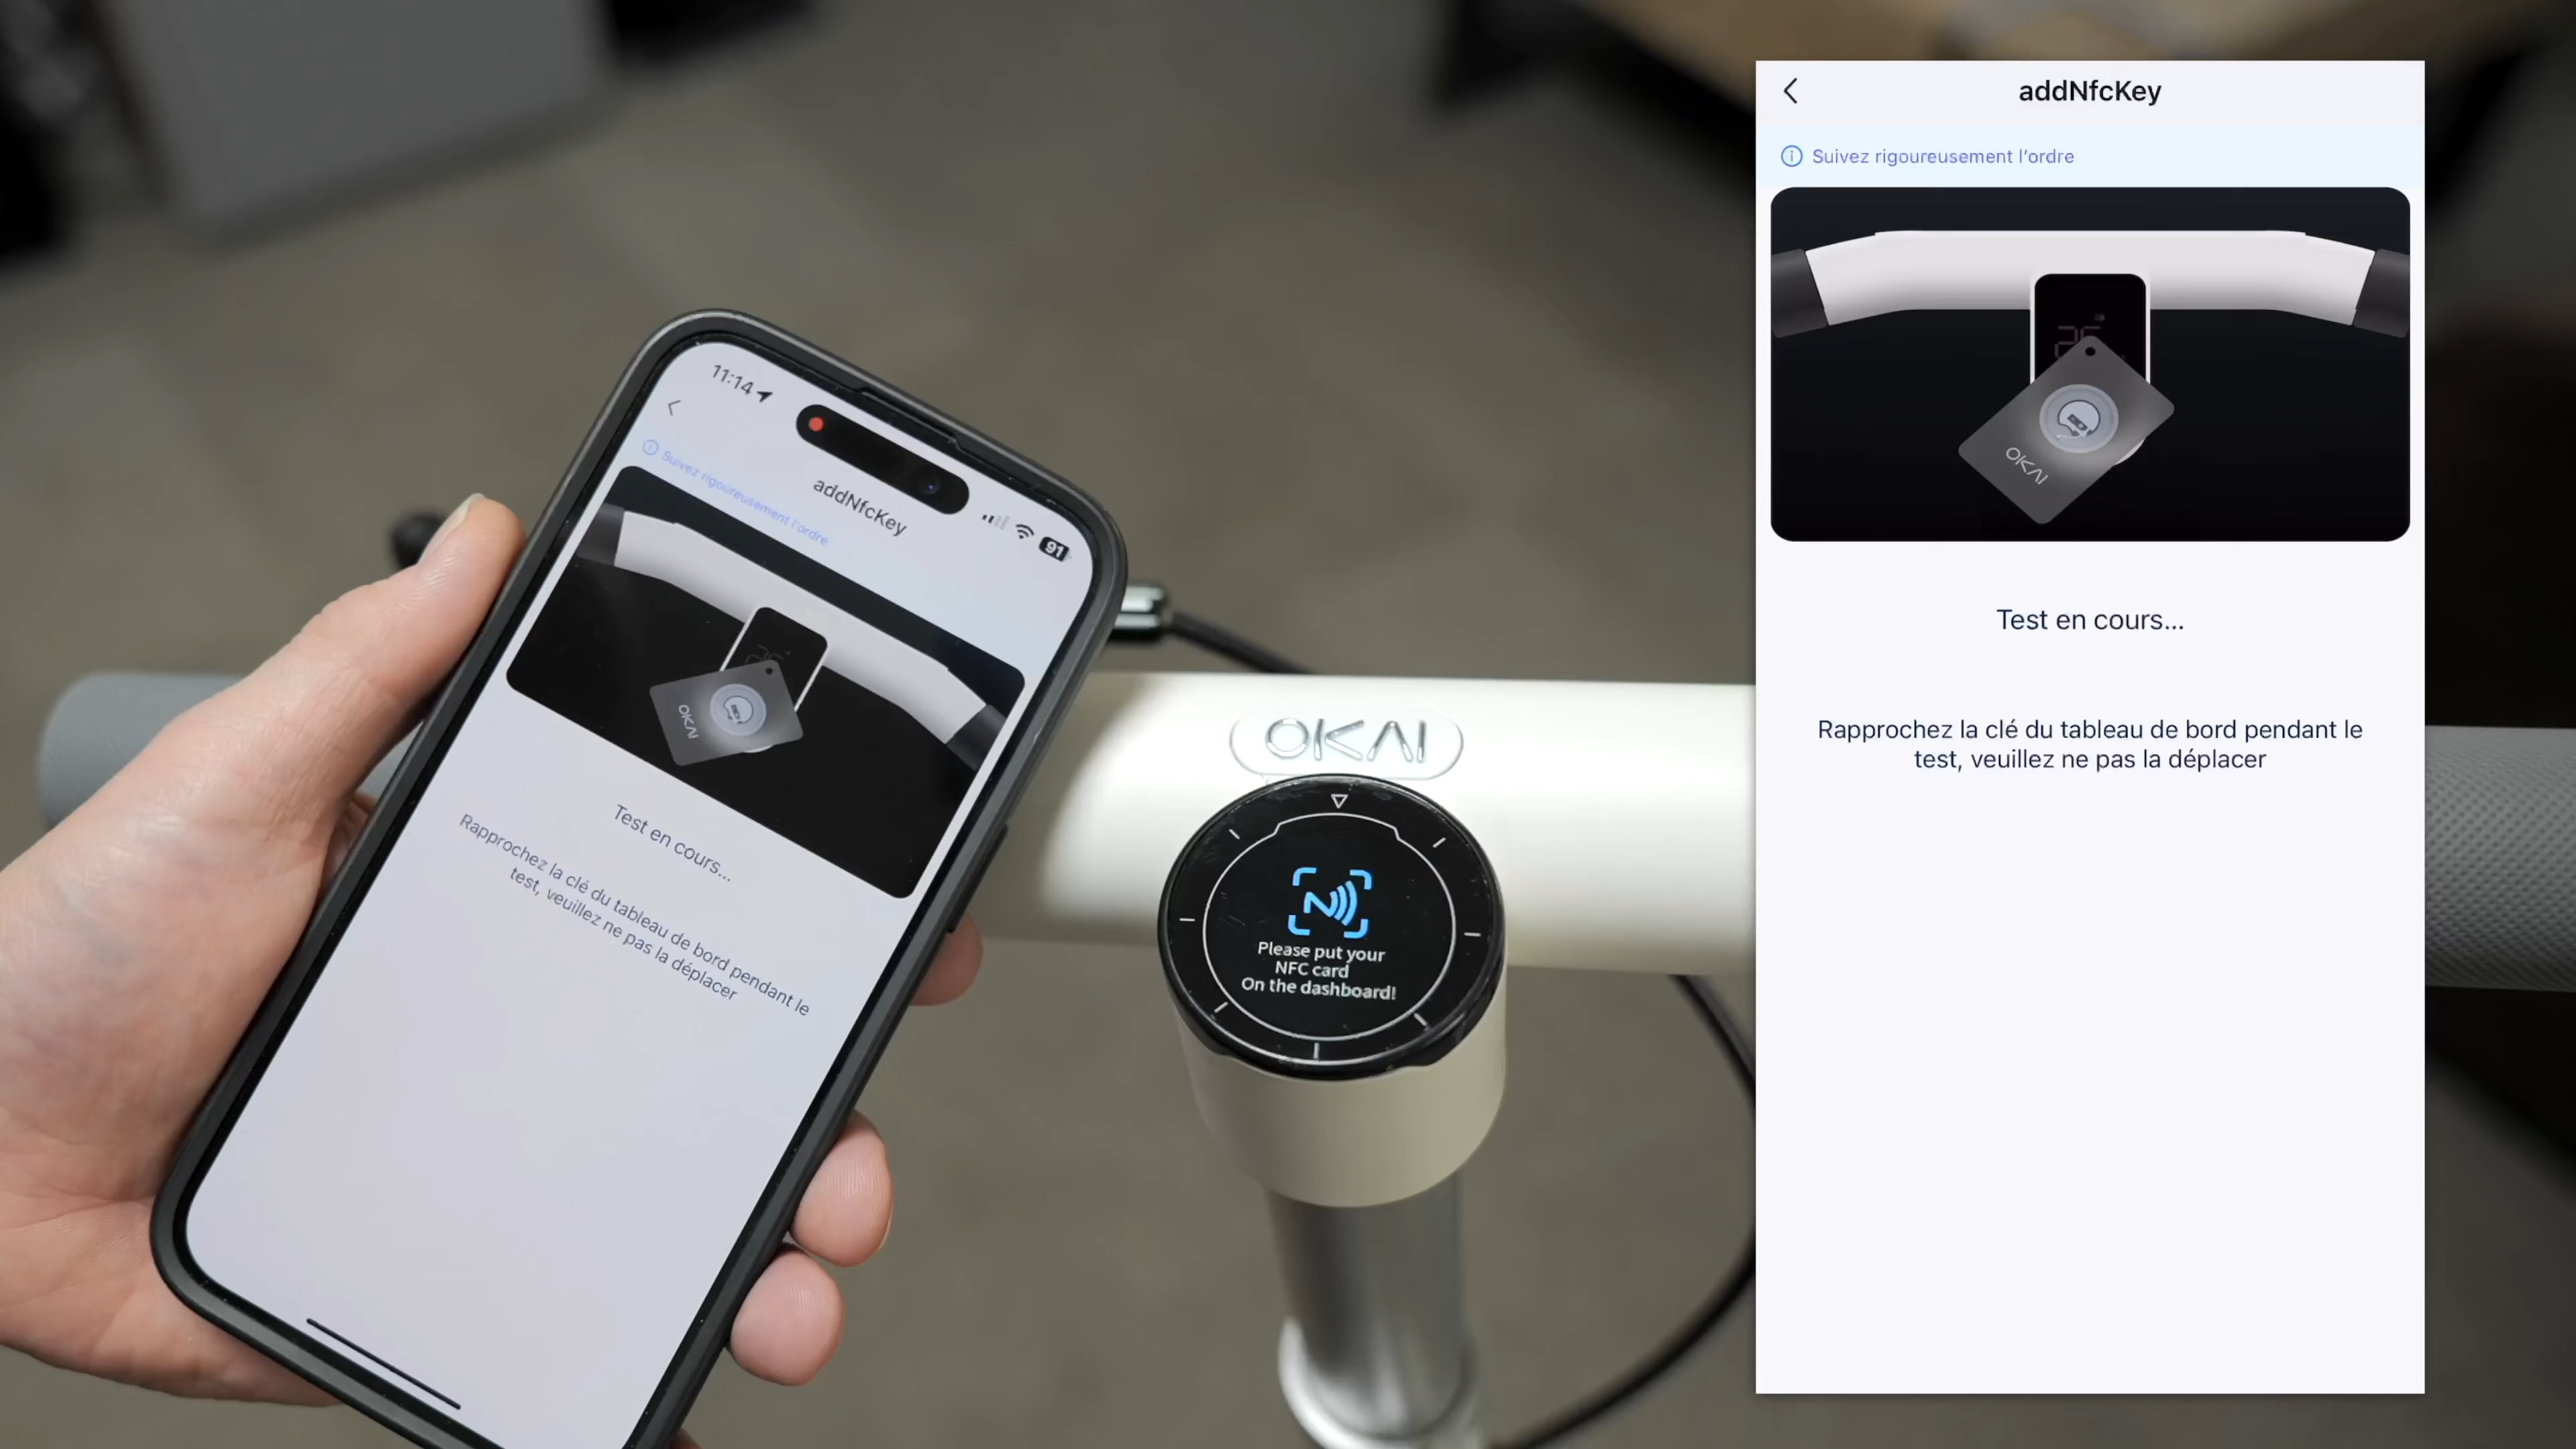 11:14
91
addNfcKey
Suivez rigoureusement l'ordre
OKAI
Test en cours...
Rapprochez la clé du tableau de bord pendant le
test, veuillez ne pas la déplacer
OKAI
Please put your
NFC card
On the dashboard!
addNfcKey
Suivez rigoureusement l'ordre
OKAI
Test en cours...
Rapprochez la clé du tableau de bord pendant le
test, veuillez ne pas la déplacer